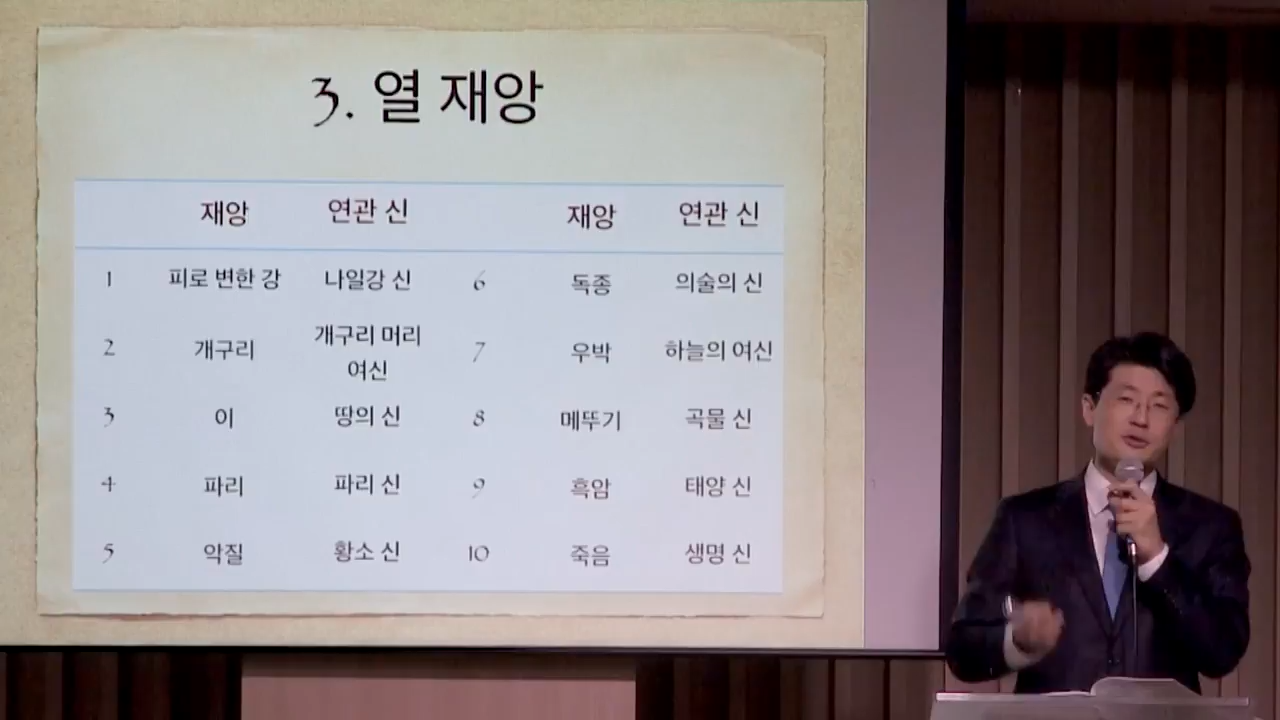 3. 열 재앙
재앙 연관 신 재앙 연관 신
1 피로 변한 강 나일강 신 6 독종 의술의 신
2 개구리 개구리 머리 여신 7 우박 하늘의 여신
3 이 땅의 신 8 메뚜기 곡물 신
4 파리 파리 신 9 흑암 태양 신
5 악질 황소 신 10 죽음 생명 신